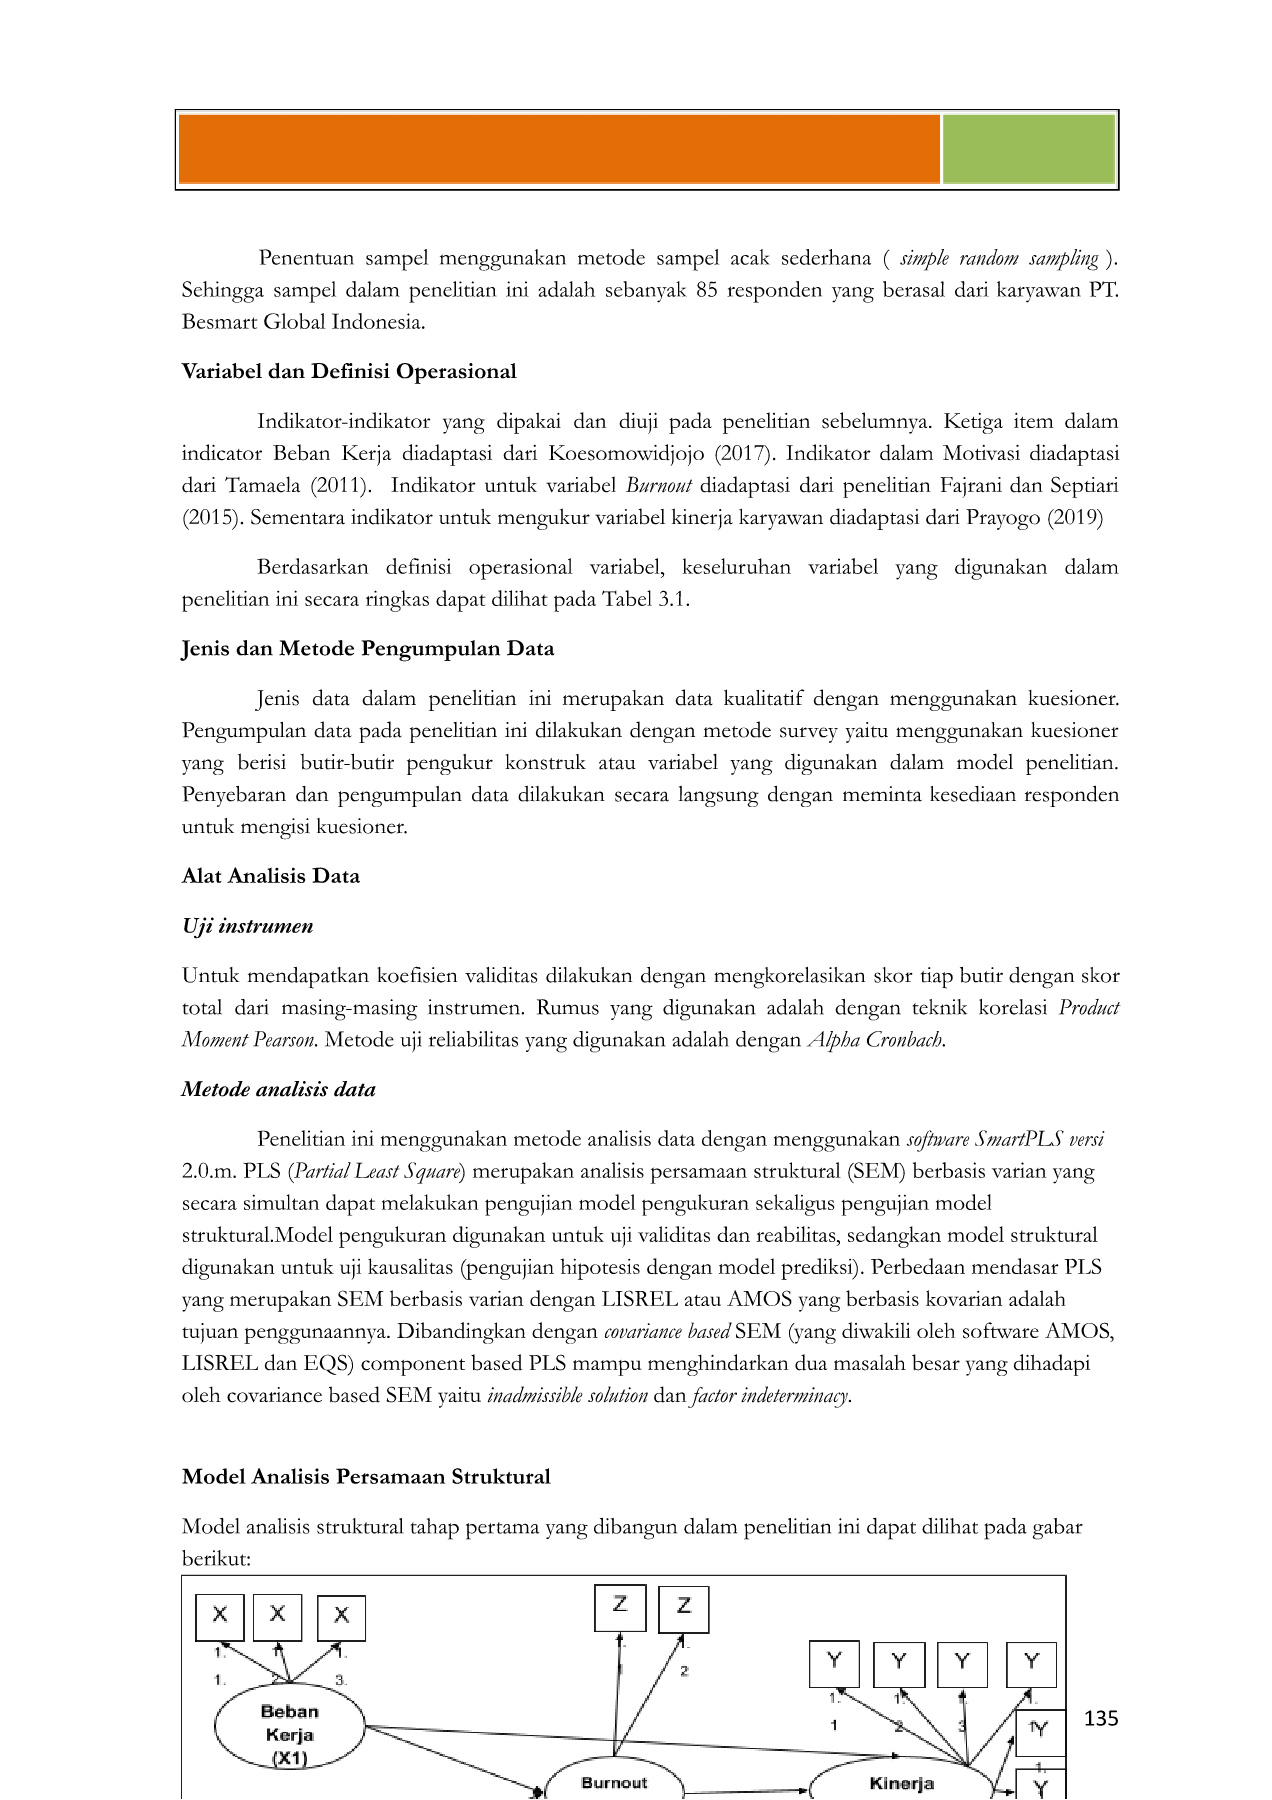 Penentuan sampel menggunakan metode sampel acak sederhana ( simple random sampling ).
Sehingga sampel dalam penelitian ini adalah sebanyak 85 responden yang berasal dari karyawan PT.
Besmart Global Indonesia.
Variabel dan Definisi Operasional
Indikator-indikator yang dipakai dan diuji pada penelitian sebelumnya. Ketiga item dalam
indicator Beban Kerja diadaptasi dari Koesomowidjojo (2017). Indikator dalam Motivasi diadaptasi
dari Tamaela (2011). Indikator untuk variabel Burnout diadaptasi dari penelitian Fajrani dan Septiari
(2015). Sementara indikator untuk mengukur variabel kinerja karyawan diadaptasi dari Prayogo (2019)
Berdasarkan definisi operasional variabel, keseluruhan variabel yang digunakan dalam
penelitian ini secara ringkas dapat dilihat pada Tabel 3.1.
Jenis dan Metode Pengumpulan Data
Jenis data dalam penelitian ini merupakan data kualitatif dengan menggunakan kuesioner.
Pengumpulan data pada penelitian ini dilakukan dengan metode survey yaitu menggunakan kuesioner
yang berisi butir-butir pengukur konstruk atau variabel yang digunakan dalam model penelitian.
Penyebaran dan pengumpulan data dilakukan secara langsung dengan meminta kesediaan responden
untuk mengisi kuesioner.
Alat Analisis Data
Uji instrumen
Untuk mendapatkan koefisien validitas dilakukan dengan mengkorelasikan skor tiap butir dengan skor
total dari masing-masing instrumen. Rumus yang digunakan adalah dengan teknik korelasi Product
Moment Pearson. Metode uji reliabilitas yang digunakan adalah dengan Alpha Cronbach.
Metode analisis data
Penelitian ini menggunakan metode analisis data dengan menggunakan software SmartPLS versi
2.0.m. PLS (Partial Least Square) merupakan analisis persamaan struktural (SEM) berbasis varian yang
secara simultan dapat melakukan pengujian model pengukuran sekaligus pengujian model
struktural.Model pengukuran digunakan untuk uji validitas dan reabilitas, sedangkan model struktural
digunakan untuk uji kausalitas (pengujian hipotesis dengan model prediksi). Perbedaan mendasar PLS
yang merupakan SEM berbasis varian dengan LISREL atau AMOS yang berbasis kovarian adalah
tujuan penggunaannya. Dibandingkan dengan covariance based SEM (yang diwakili oleh software AMOS,
LISREL dan EQS) component based PLS mampu menghindarkan dua masalah besar yang dihadapi
oleh covariance based SEM yaitu inadmissible solution dan factor indeterminacy.
Model Analisis Persamaan Struktural
Model analisis struktural tahap pertama yang dibangun dalam penelitian ini dapat dilihat pada gabar
berikut:
X X X Z Z
1. 1. 1. 1. 1.
1. 2. 3. 1 2
Y Y Y Y
1. 1. 1. 1.
1 2 3
Beban
Kerja
(X1)
Y
1.
Y
Burnout
Kinerja
135